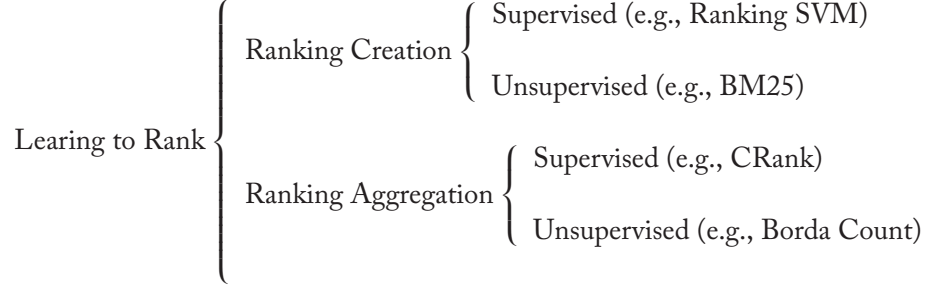 Supervised (e.g., Ranking SVM)
Ranking Creation
Unsupervised (e.g., BM25)
Learing to Rank
Supervised (e.g., CRank)
Ranking Aggregation
Unsupervised (e.g., Borda Count)